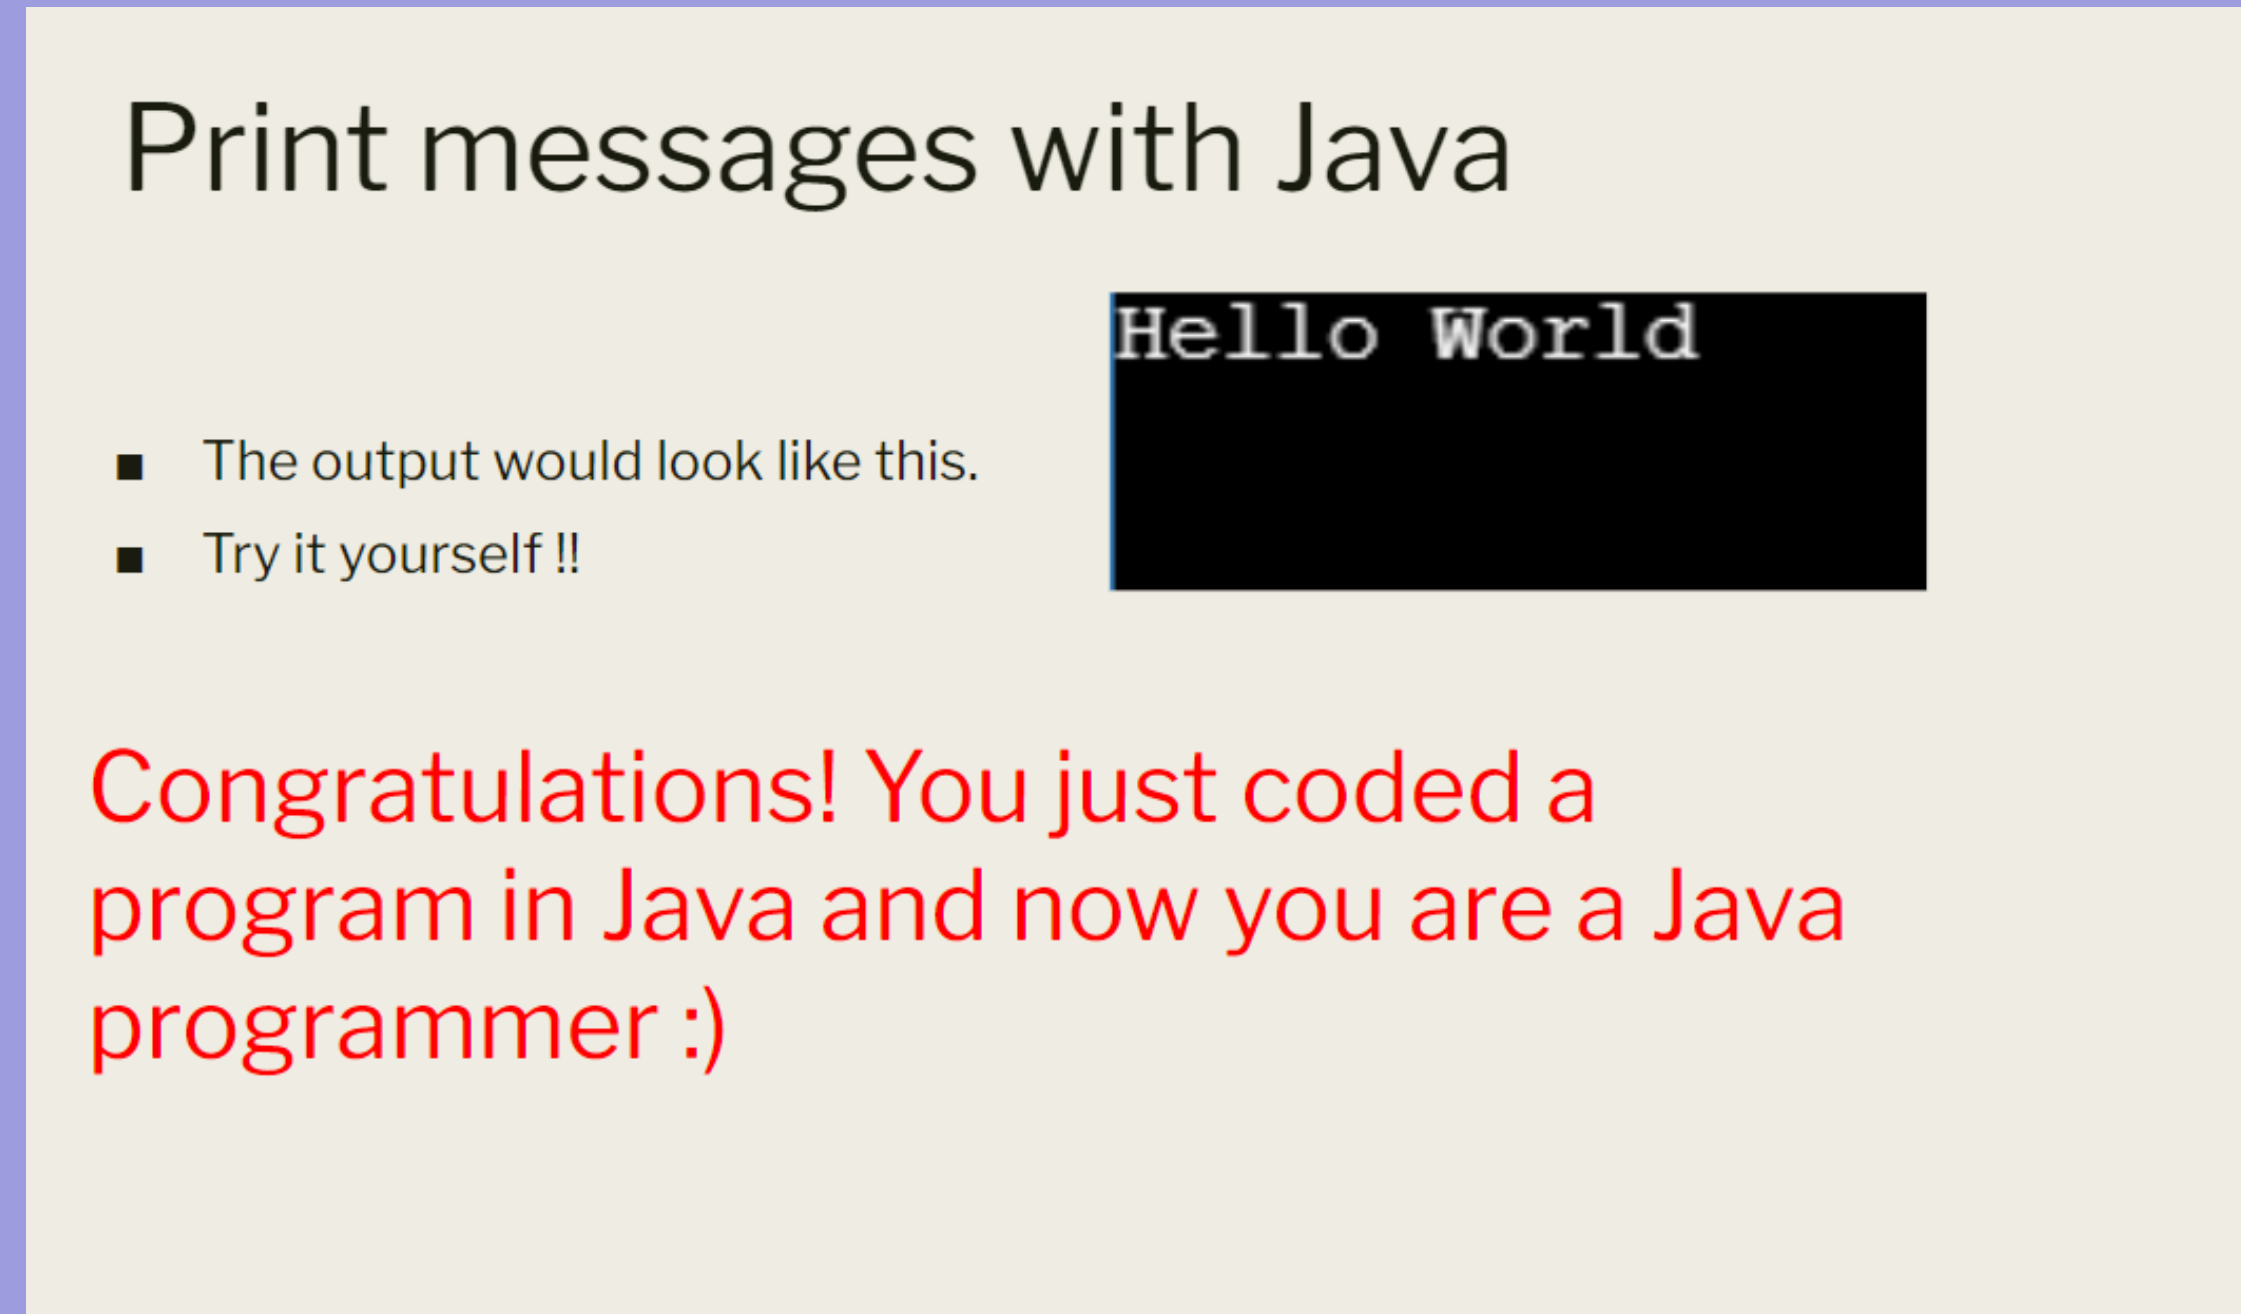 Print messages with Java
Hello World
■ The output would look like this.
■ Try it yourself !!
Congratulations! You just coded a
program in Java and now you are a Java
programmer :)